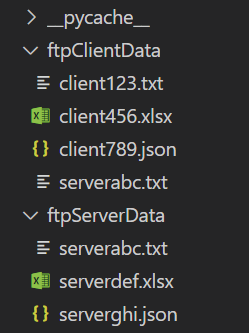 __pycache__
ftpClientData
client123.txt
client456.xlsx
client789.json
serverabc.txt
ftpServerData
serverabc.txt
serverdef.xlsx
serverghi.json